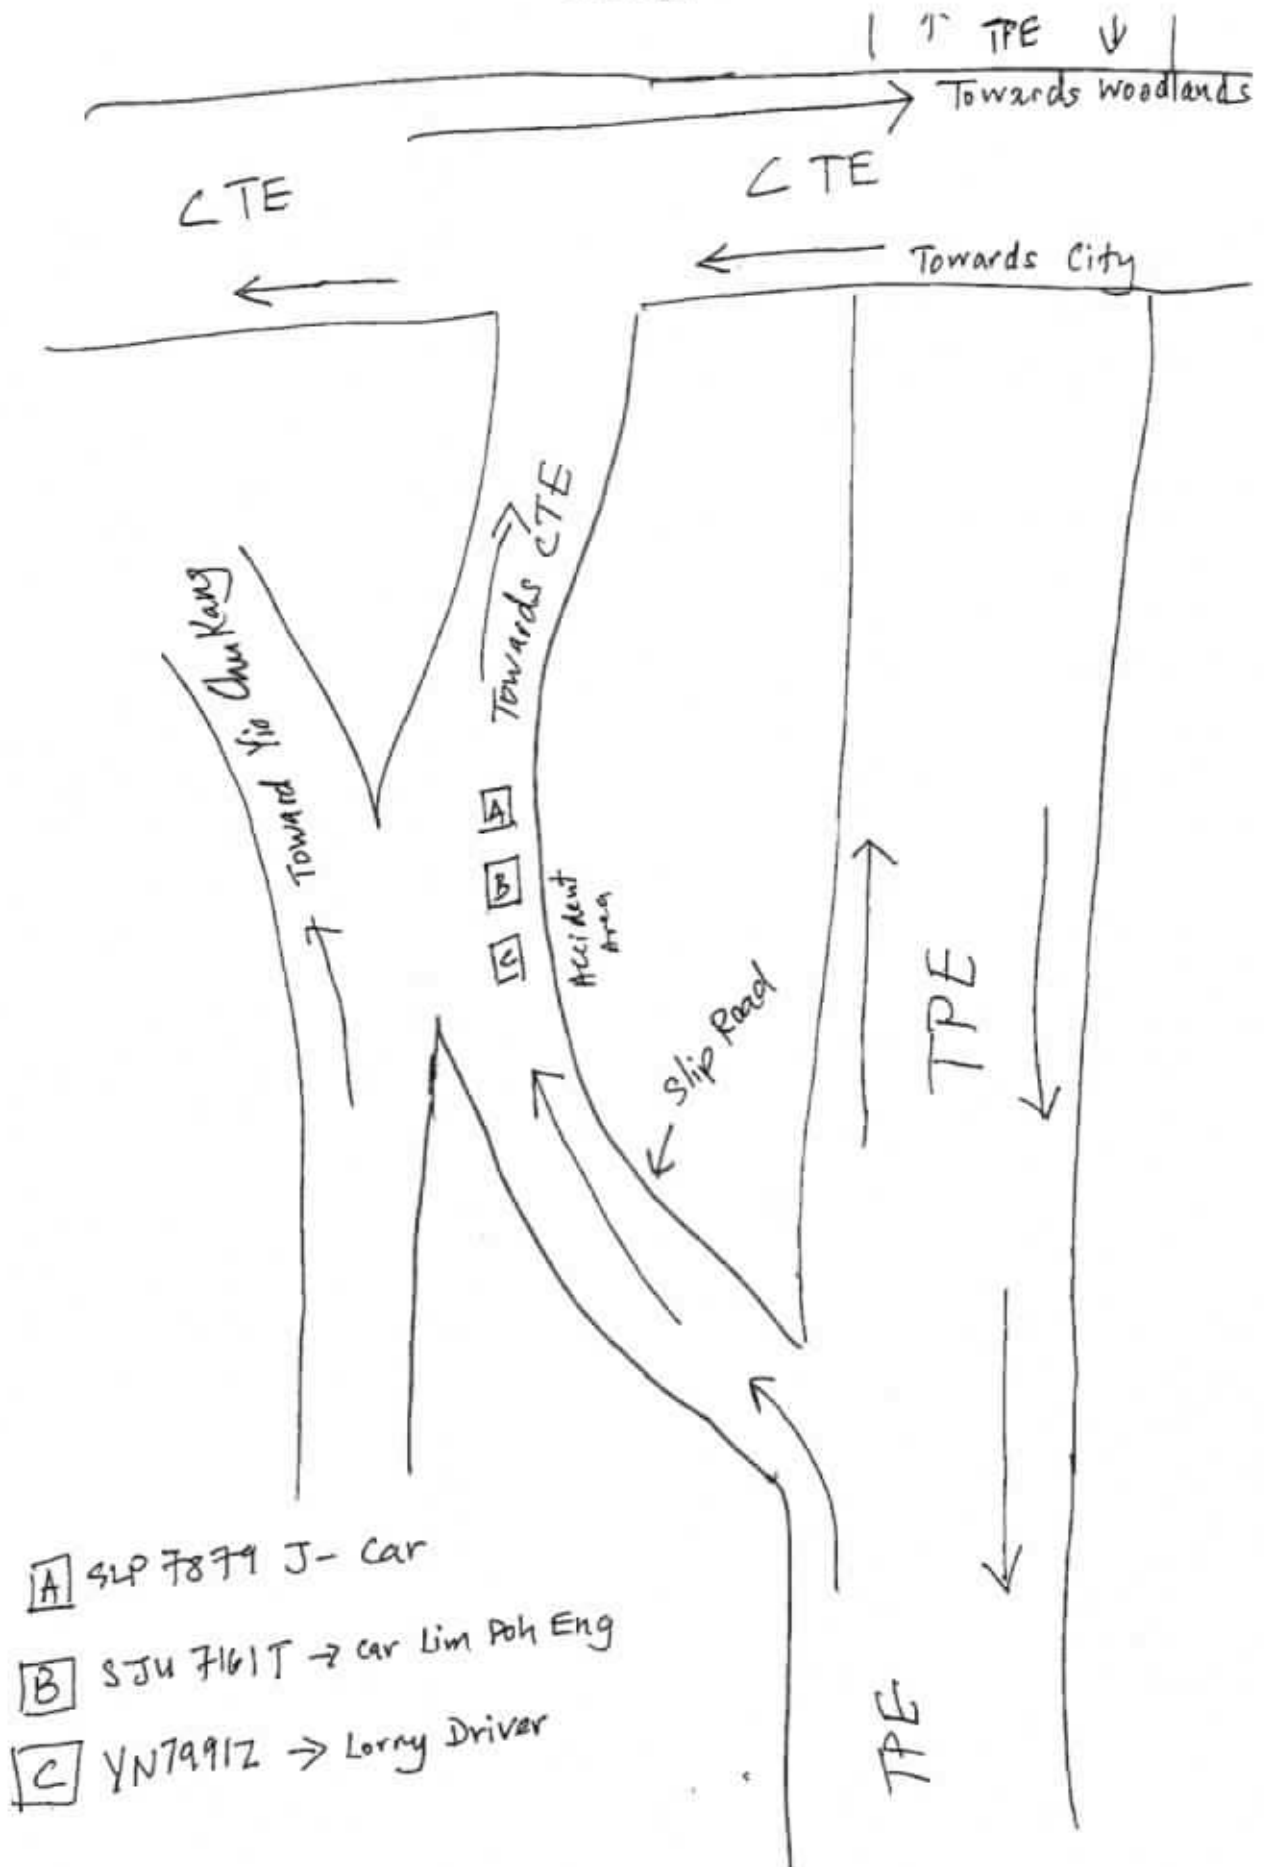 ↑ TPE ↓
Towards Woodlands
CTE
CTE
Towards City
Towards CTE
Toward Yio Chu Kang
A
B
C
Accident
Area
Slip Road
TPE
TPE
A SLP 7879 J - Car
B SJU 7161T → car Lim Poh Eng
C YN7991Z → Lorry Driver